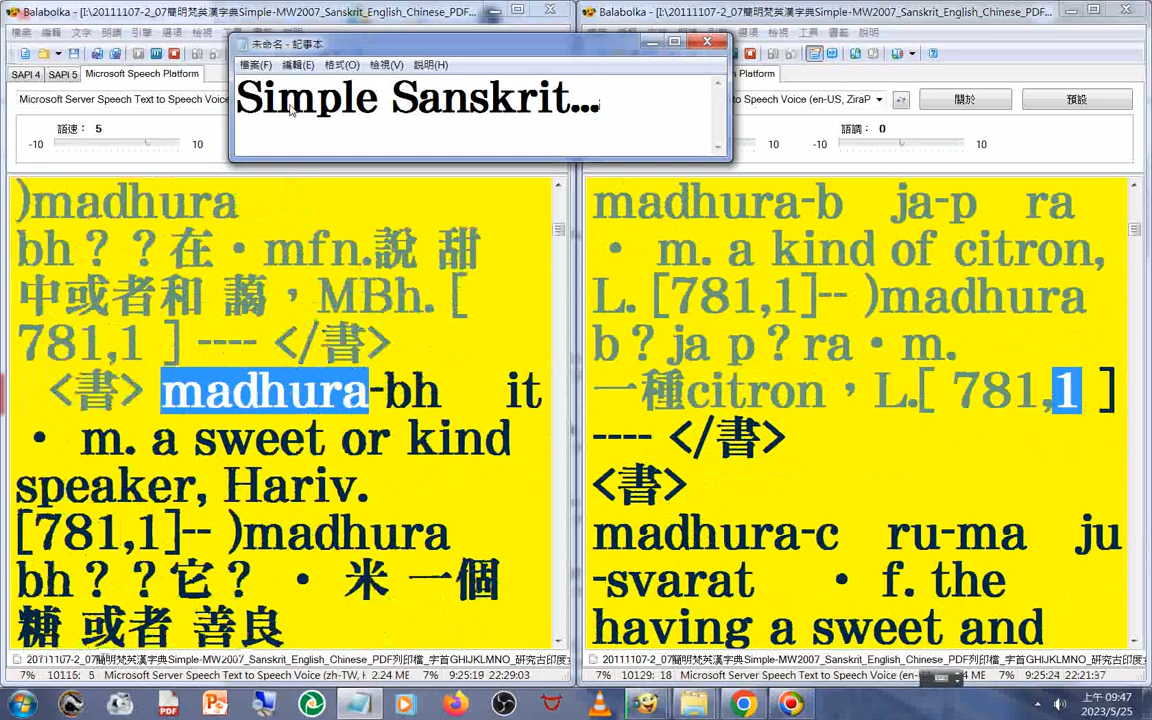 Balabolka - [I:\20111107-2_07簡明梵英漢字典Simple-MW2007_Sanskrit_English_Chinese_PDF...
Balabolka - [I:\20111107-2_07簡明梵英漢字典Simple-MW2007_Sanskrit_English_Chinese_PDF...
未命名 - 記事本
檔案(F) 編輯(E) 格式(O) 檢視(V) 說明(H)
Simple Sanskrit...
SAPI 4 SAPI 5 Microsoft Speech Platform
Microsoft Server Speech Text to Speech Voice
語速： 5
-10 10
to Speech Voice (en-US, ZiraP
關於 預設
語調： 0
10 -10 10
)madhura
bh？？在•mfn.說 甜
中或者和 藹，MBh. [
781,1 ] ---- </書>
<書> madhura-bh it
• m. a sweet or kind
speaker, Hariv.
[781,1]-- )madhura
bh？？它？ • 米 一個
糖 或者 善良
madhura-b ja-p ra
• m. a kind of citron,
L. [781,1]-- )madhura
b？ja p？ra•m.
一種citron，L.[ 781,1 ]
---- </書>
<書>
madhura-c ru-ma ju
-svarat • f. the
having a sweet and
7% 10116: 5 Microsoft Server Speech Text to Speech Voice (zh-TW, 2.24 MB 7% 9:25:19 22:29:03
7% 10129: 18 Microsoft Server Speech Text to Speech Voice (en-US, 7% 9:25:24 22:21:37
上午 09:47
2023/5/25